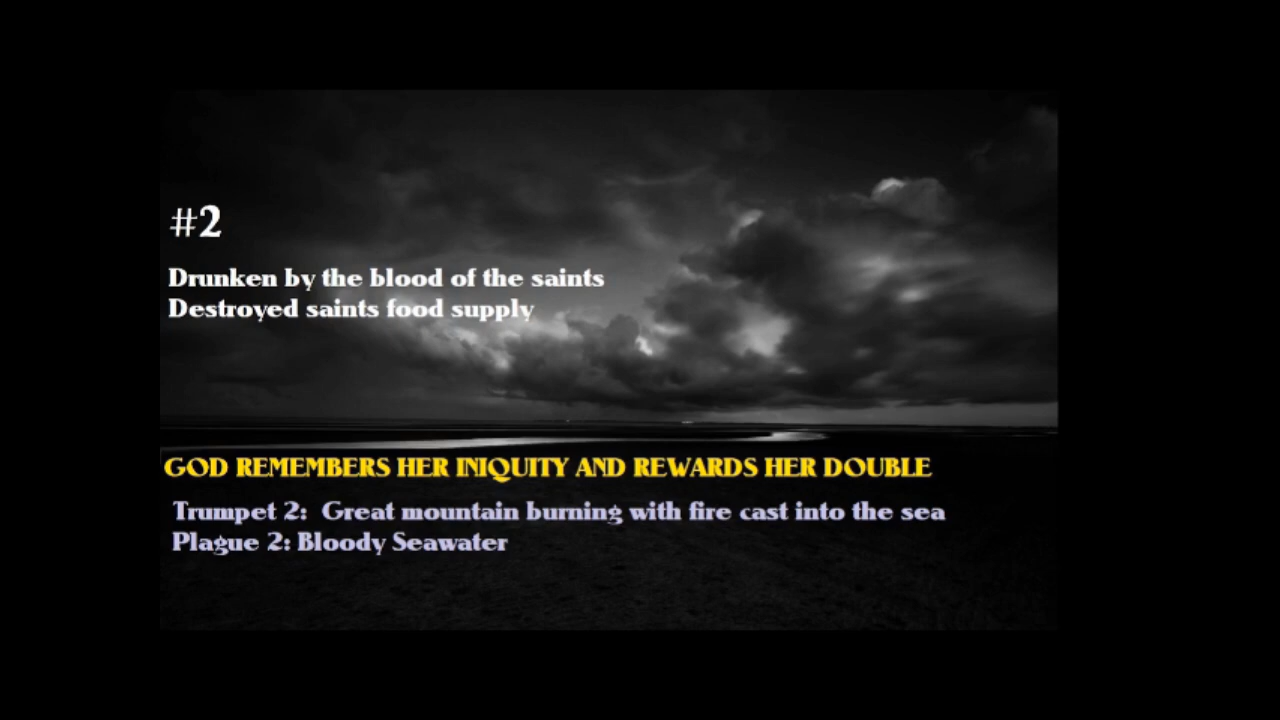 #2
Drunken by the blood of the saints
Destroyed saints food supply
GOD REMEMBERS HER INIQUITY AND REWARDS HER DOUBLE
Trumpet 2: Great mountain burning with fire cast into the sea
Plague 2: Bloody Seawater